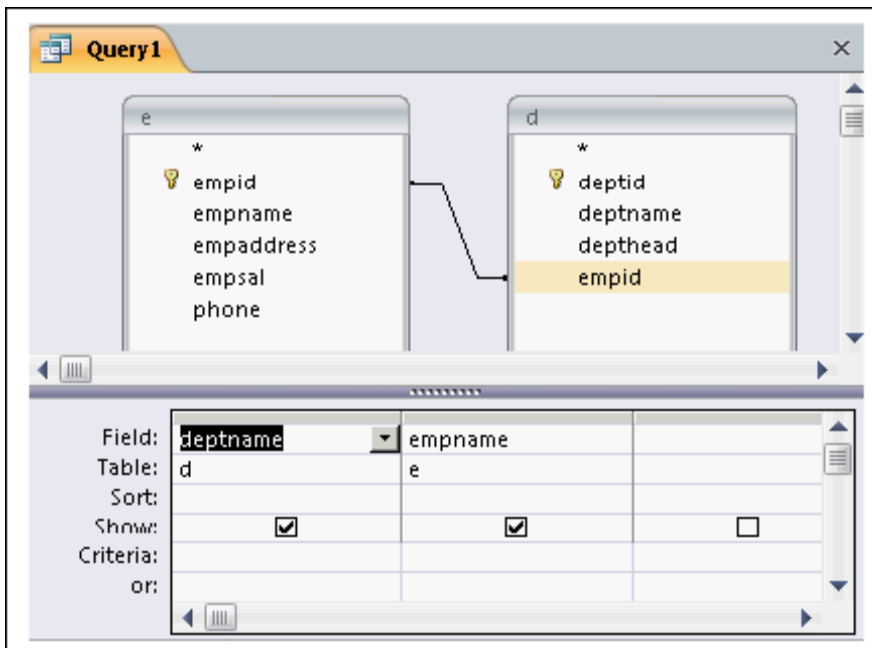 Query1
e
*
empid
empname
empaddress
empsal
phone
d
*
deptid
deptname
depthead
empid
Field: deptname empname
Table: d e
Sort:
Show:
Criteria:
or: